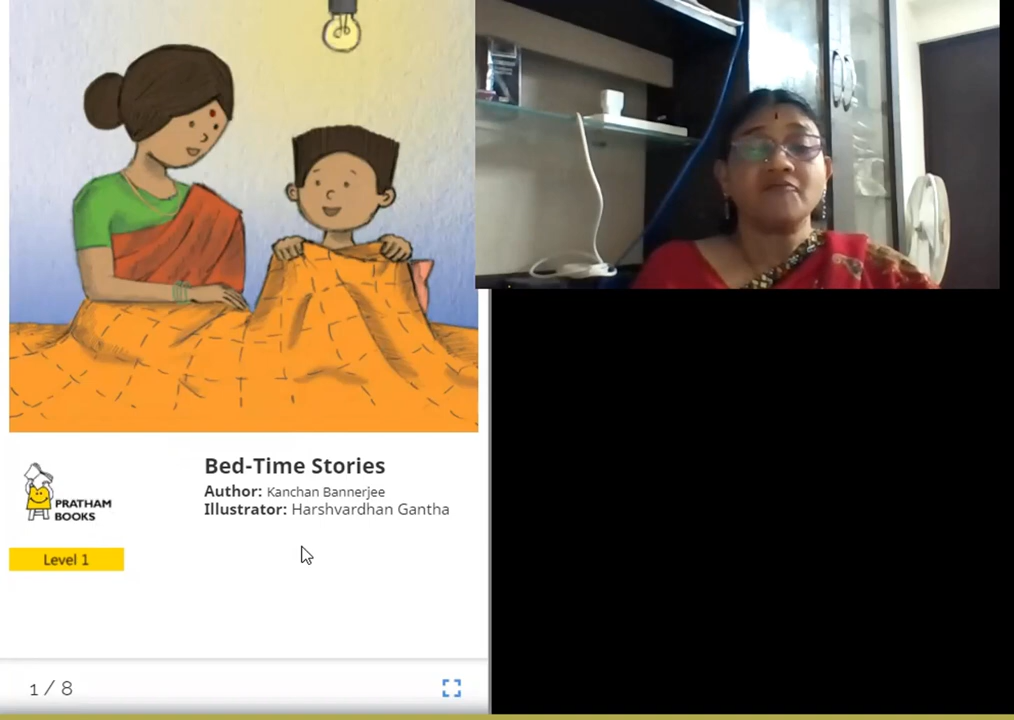 Bed-Time Stories
Author: Kanchan Bannerjee
Illustrator: Harshvardhan Gantha
PRATHAM
BOOKS
Level 1
1 / 8